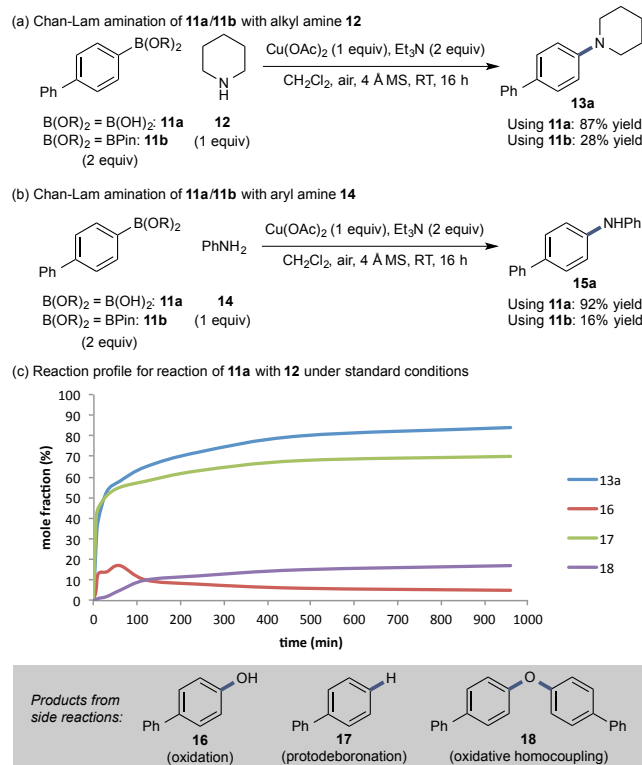 (a) Chan-Lam amination of 11a/11b with alkyl amine 12
B(OR)₂
Ph
N
H
Cu(OAc)₂ (1 equiv), Et₃N (2 equiv)
CH₂Cl₂, air, 4 Å MS, RT, 16 h
N
Ph
13a
B(OR)₂ = B(OH)₂: 11a
B(OR)₂ = BPin: 11b
(2 equiv)
12
(1 equiv)
Using 11a: 87% yield
Using 11b: 28% yield
(b) Chan-Lam amination of 11a/11b with aryl amine 14
B(OR)₂
Ph
PhNH₂
Cu(OAc)₂ (1 equiv), Et₃N (2 equiv)
CH₂Cl₂, air, 4 Å MS, RT, 16 h
NHPh
Ph
15a
B(OR)₂ = B(OH)₂: 11a
B(OR)₂ = BPin: 11b
(2 equiv)
14
(1 equiv)
Using 11a: 92% yield
Using 11b: 16% yield
(c) Reaction profile for reaction of 11a with 12 under standard conditions
mole fraction (%)
100
90
80
70
60
50
40
30
20
10
0
0 100 200 300 400 500 600 700 800 900 1000
time (min)
13a
16
17
18
Products from
side reactions:
OH
Ph
16
(oxidation)
H
Ph
17
(protodeboronation)
O
Ph
Ph
18
(oxidative homocoupling)